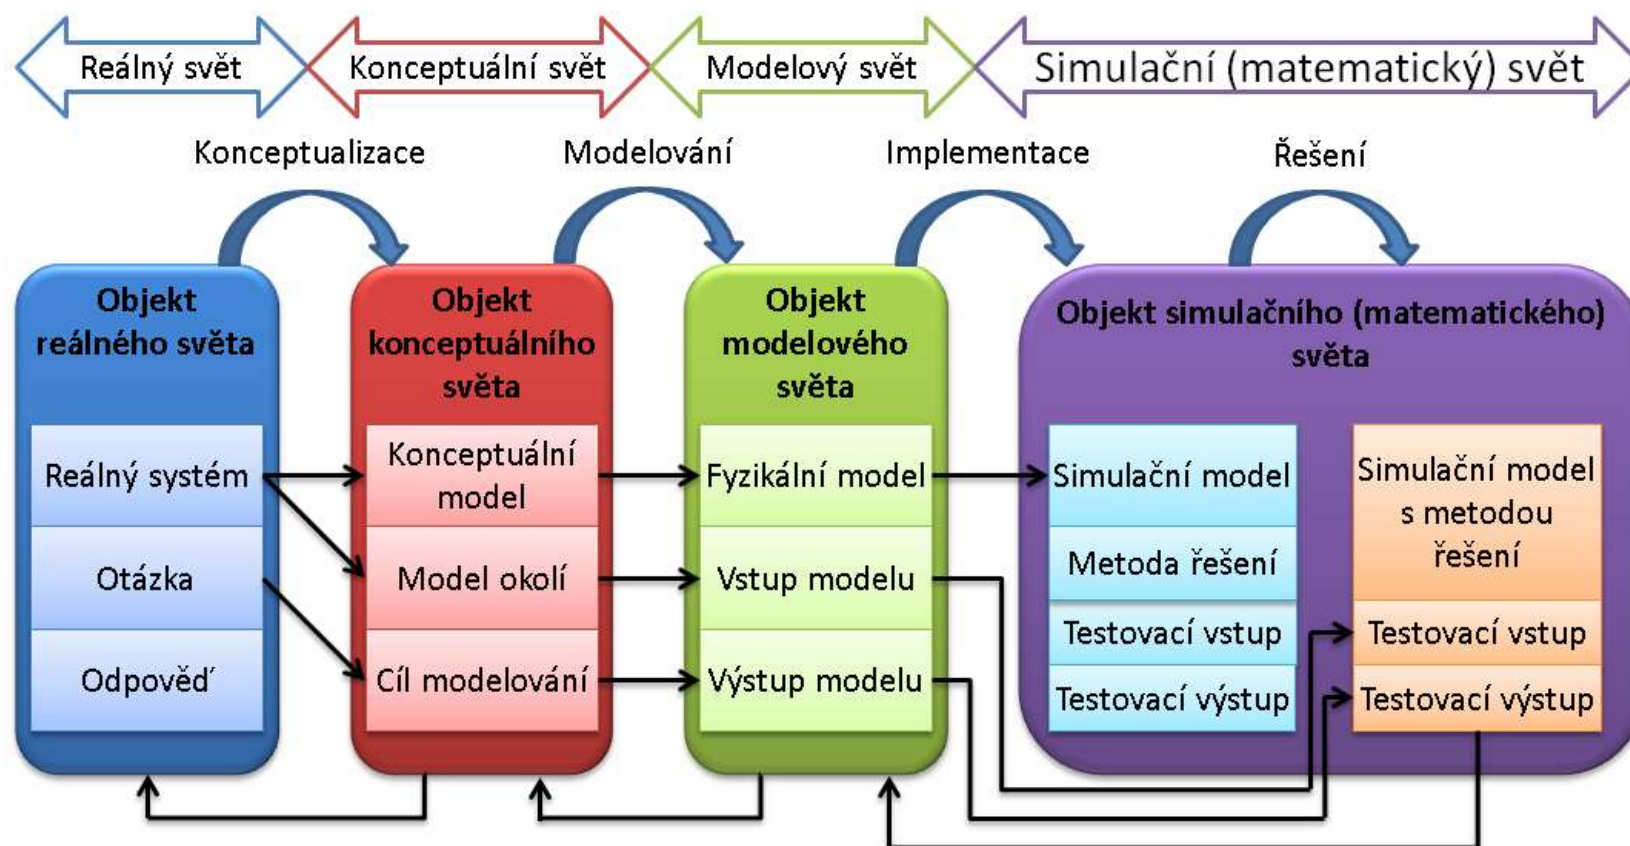 Reálný svět
Konceptuální svět
Modelový svět
Simulační (matematický) svět
Konceptualizace
Modelování
Implementace
Řešení
Objekt
reálného světa
Reálný systém
Otázka
Odpověď
Objekt
konceptuálního
světa
Konceptuální
model
Model okolí
Cíl modelování
Objekt
modelového
světa
Fyzikální model
Vstup modelu
Výstup modelu
Objekt simulačního (matematického)
světa
Simulační model
Metoda řešení
Testovací vstup
Testovací výstup
Simulační model
s metodou
řešení
Testovací vstup
Testovací výstup